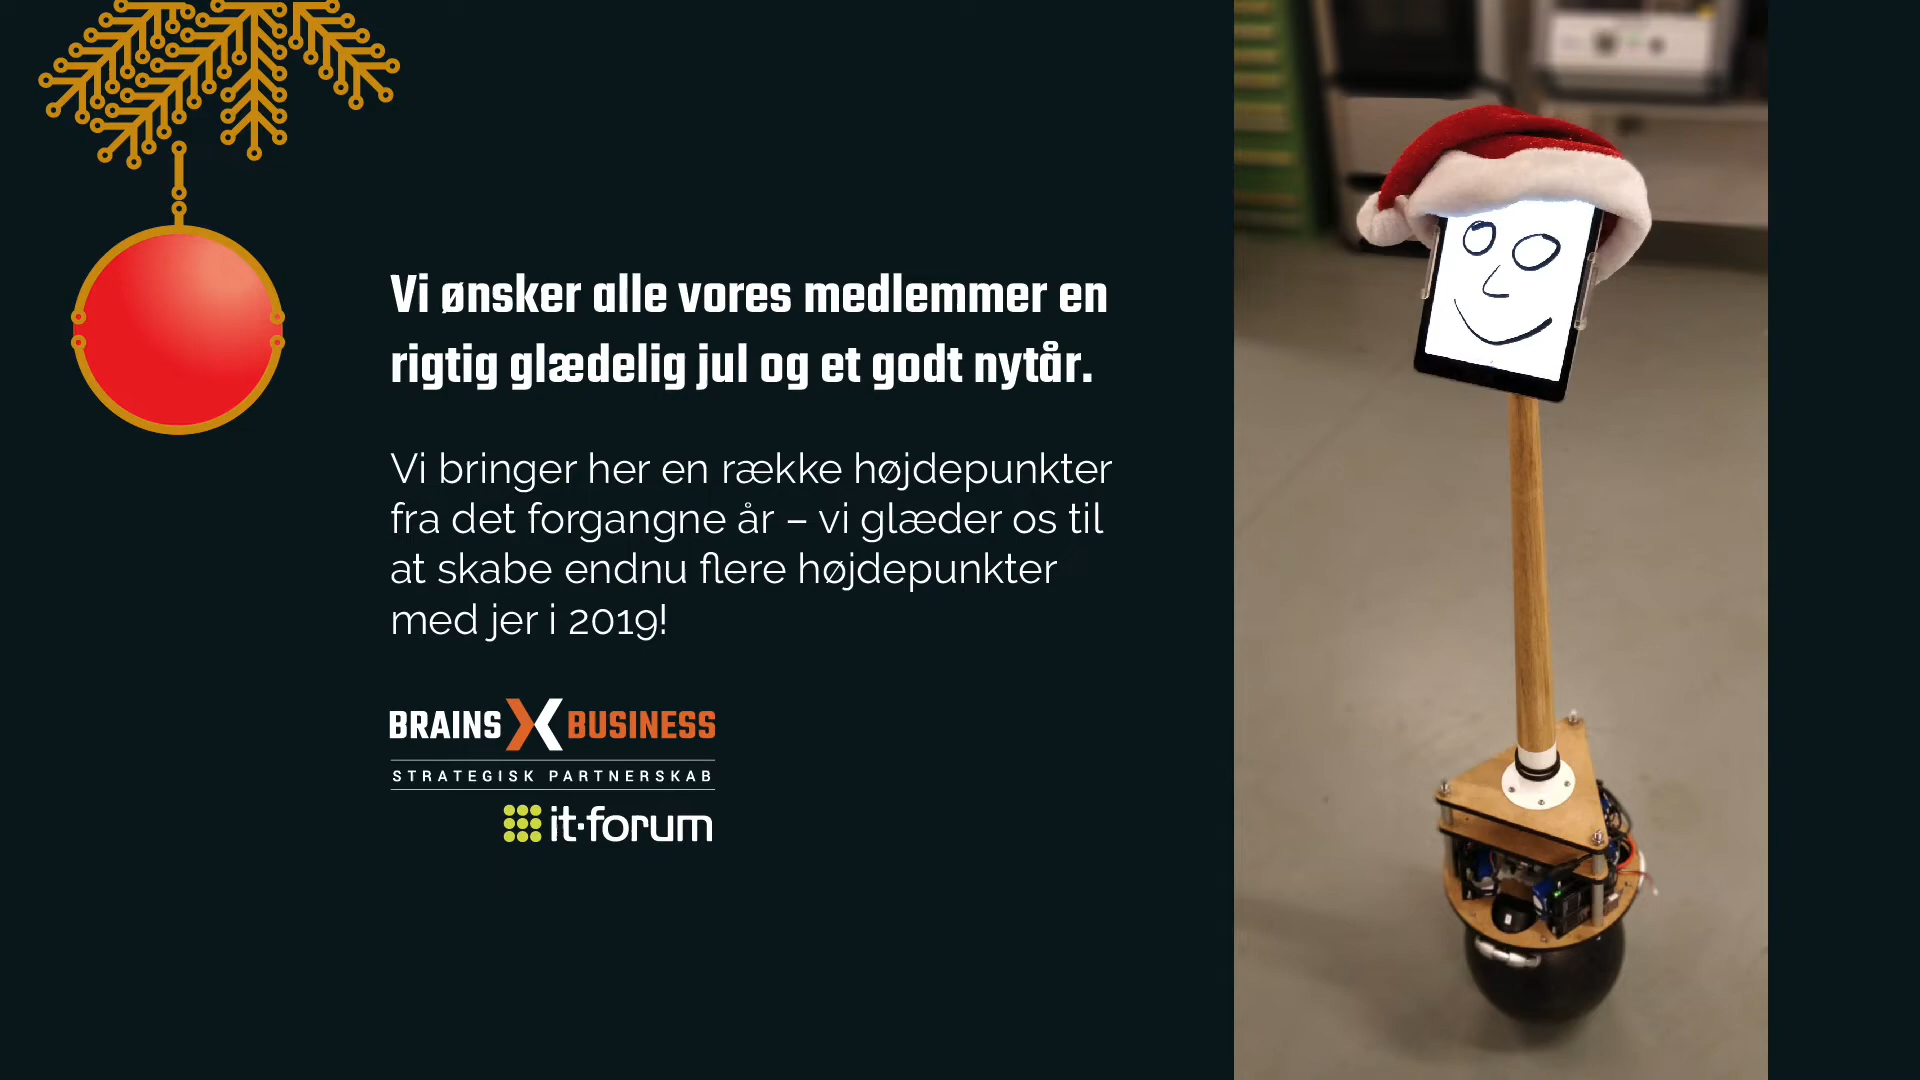 Vi ønsker alle vores medlemmer en
rigtig glædelig jul og et godt nytår.
Vi bringer her en række højdepunkter
fra det forgangne år – vi glæder os til
at skabe endnu flere højdepunkter
med jer i 2019!
BRAINS X BUSINESS
STRATEGISK PARTNERSKAB
it·forum